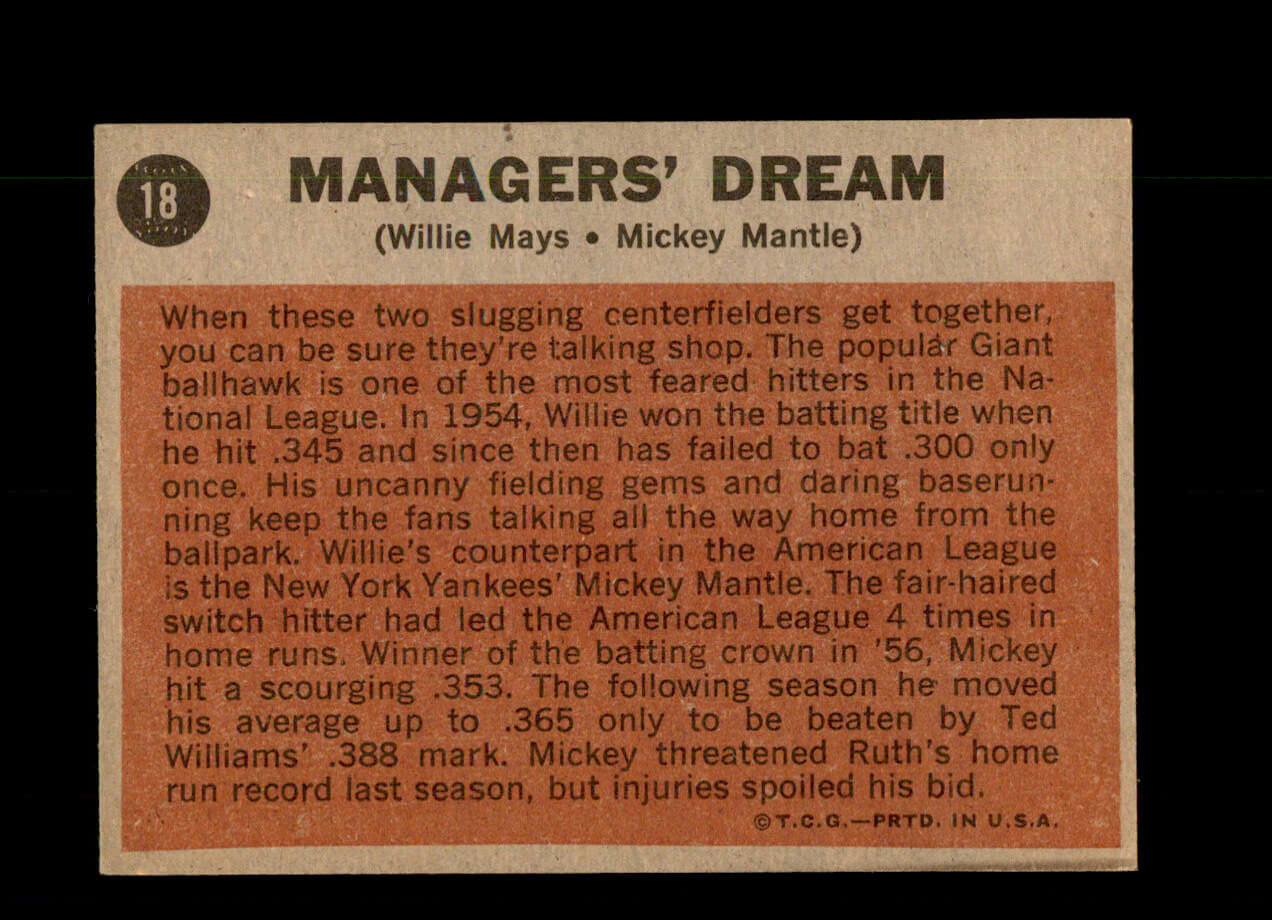 18
MANAGERS' DREAM
(Willie Mays • Mickey Mantle)
When these two slugging centerfielders get together,
you can be sure they're talking shop. The popular Giant
ballhawk is one of the most feared hitters in the Na-
tional League. In 1954, Willie won the batting title when
he hit .345 and since then has failed to bat .300 only
once. His uncanny fielding gems and daring baserun-
ning keep the fans talking all the way home from the
ballpark. Willie's counterpart in the American League
is the New York Yankees' Mickey Mantle. The fair-haired
switch hitter had led the American League 4 times in
home runs. Winner of the batting crown in '56, Mickey
hit a scourging .353. The following season he moved
his average up to .365 only to be beaten by Ted
Williams' .388 mark. Mickey threatened Ruth's home
run record last season, but injuries spoiled his bid.
©T.C.G.—PRTD. IN U.S.A.